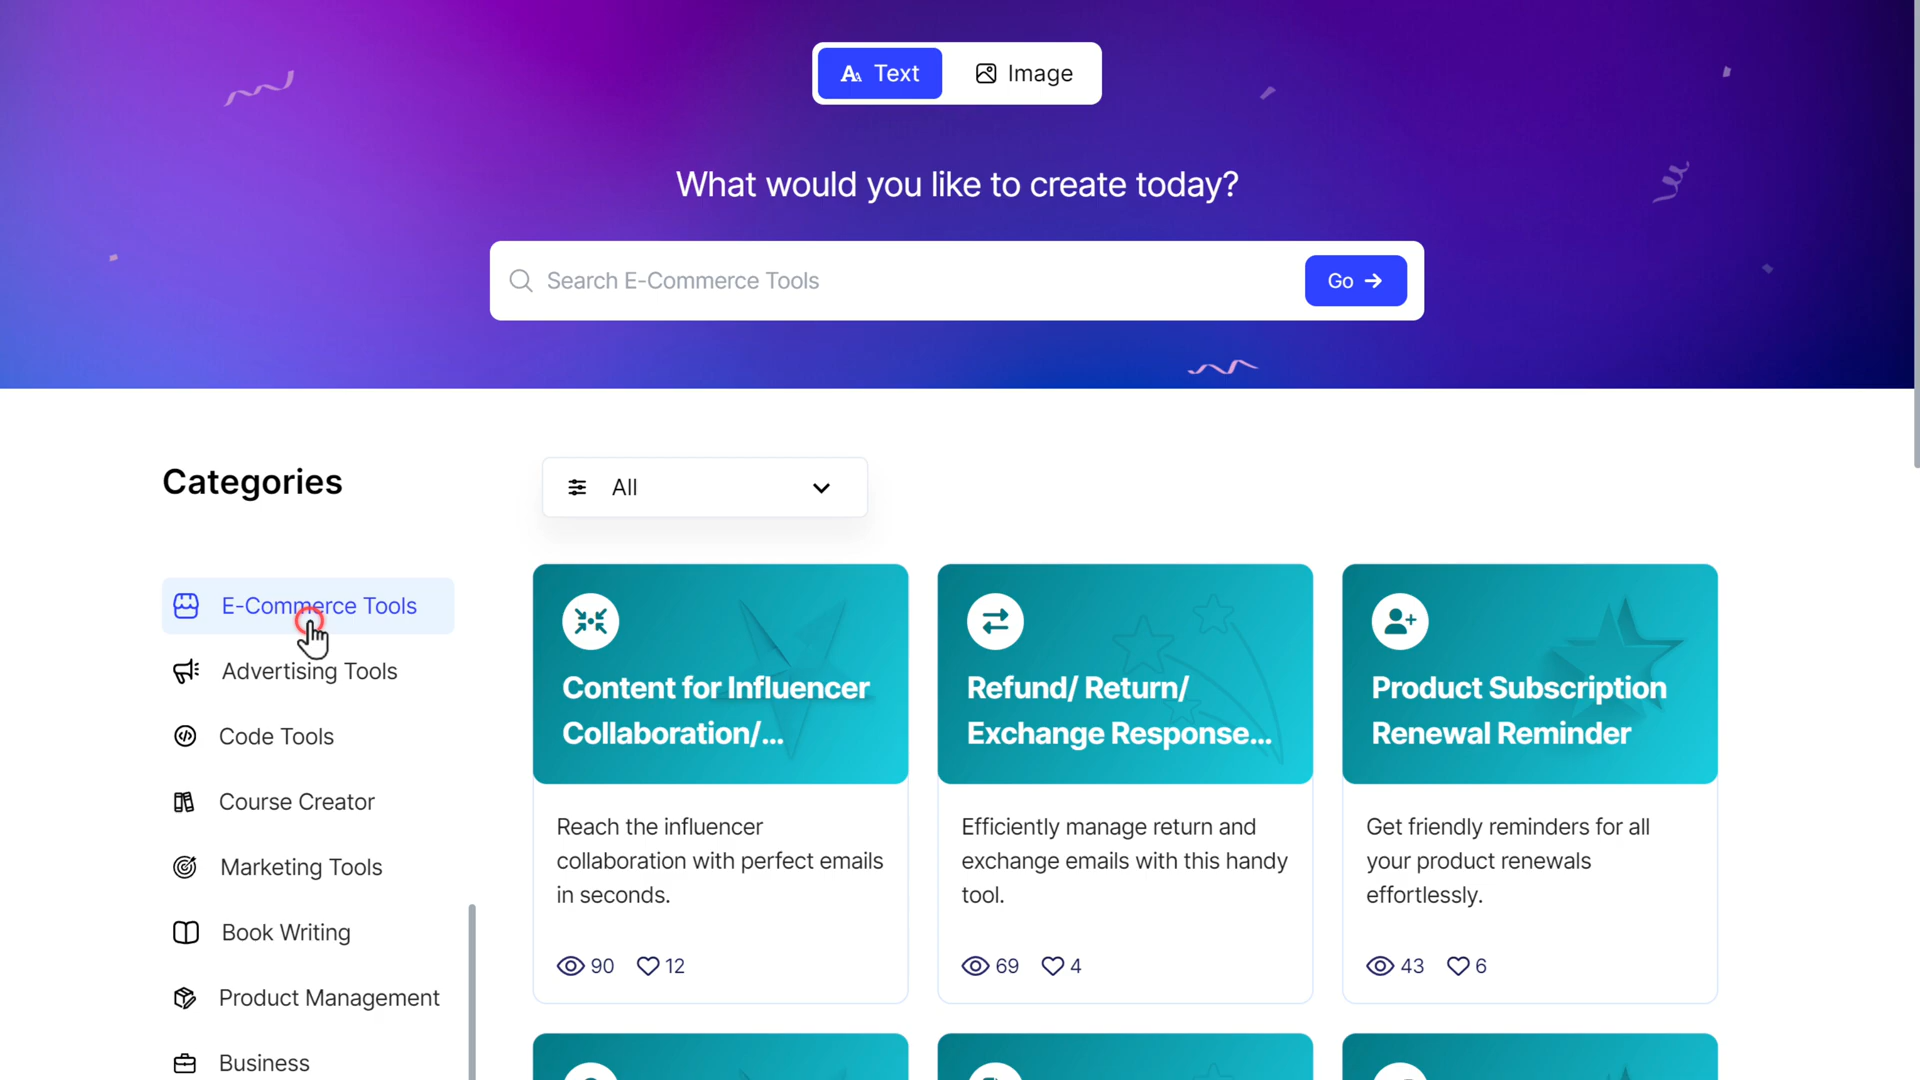 Text
Image
What would you like to create today?
Search E-Commerce Tools
Go
Categories
All
E-Commerce Tools
Advertising Tools
Code Tools
Course Creator
Marketing Tools
Book Writing
Product Management
Business
Content for Influencer
Collaboration/...
Reach the influencer
collaboration with perfect emails
in seconds.
90
12
Refund/ Return/
Exchange Response...
Efficiently manage return and
exchange emails with this handy
tool.
69
4
Product Subscription
Renewal Reminder
Get friendly reminders for all
your product renewals
effortlessly.
43
6